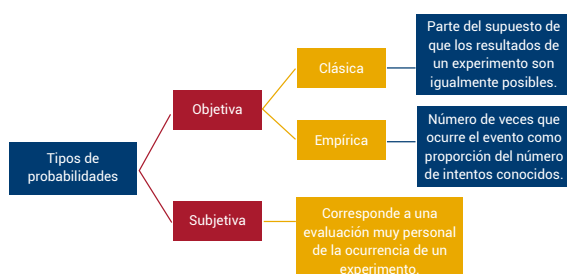 Tipos de
probabilidades
Objetiva
Clásica
Parte del supuesto de
que los resultados de
un experimento son
igualmente posibles.
Empírica
Número de veces que
ocurre el evento como
proporción del número
de intentos conocidos.
Subjetiva
Corresponde a una
evaluación muy personal
de la ocurrencia de un
experimento.